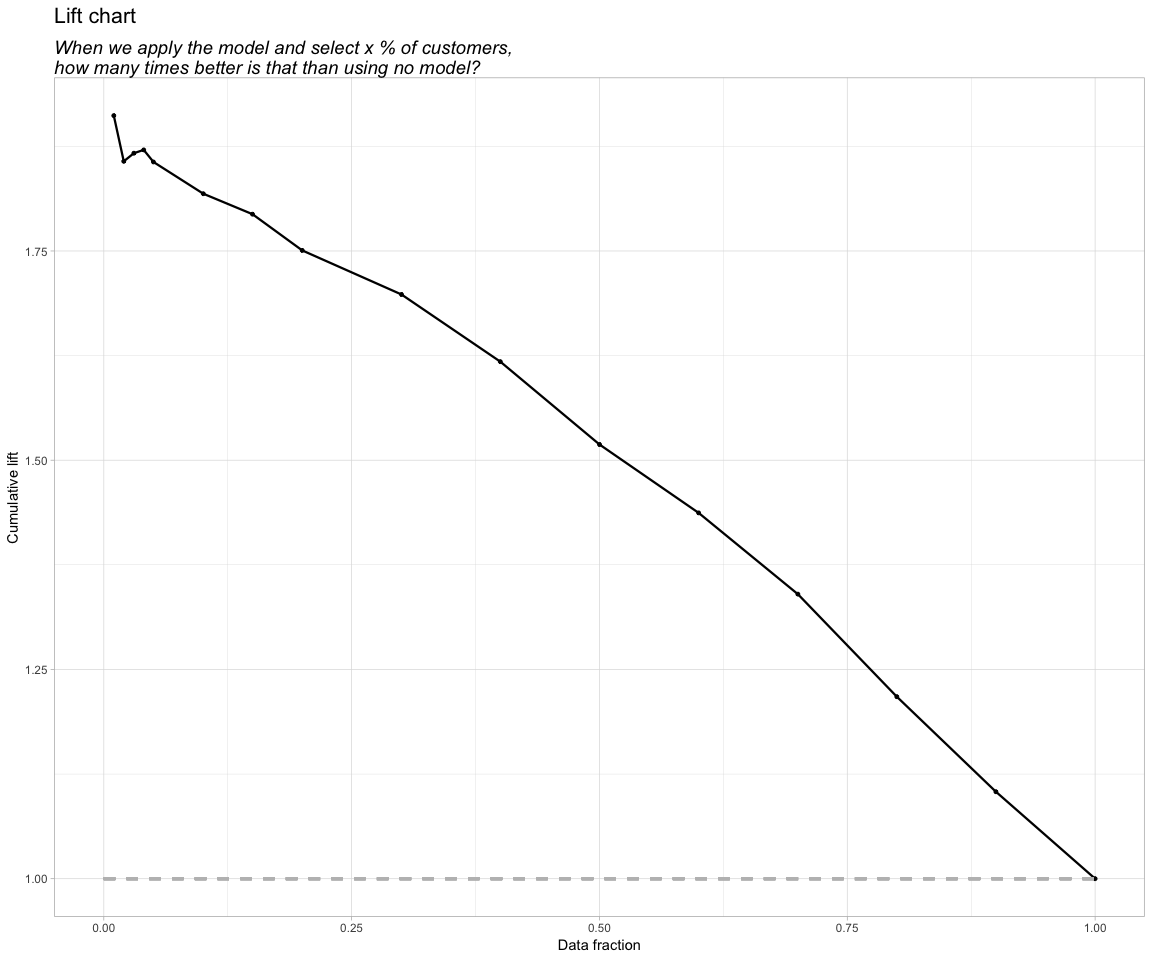 Lift chart
When we apply the model and select x % of customers,
how many times better is that than using no model?
Cumulative lift
1.75
1.50
1.25
1.00
0.00
0.25
0.50
0.75
1.00
Data fraction